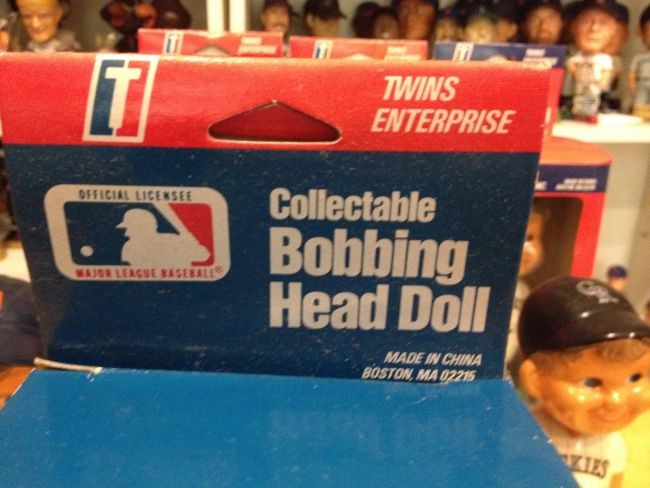 TWINS
ENTERPRISE
OFFICIAL LICENSEE
MAJOR LEAGUE BASEBALL®
Collectable
Bobbing
Head Doll
MADE IN CHINA
BOSTON, MA 02215
KIES